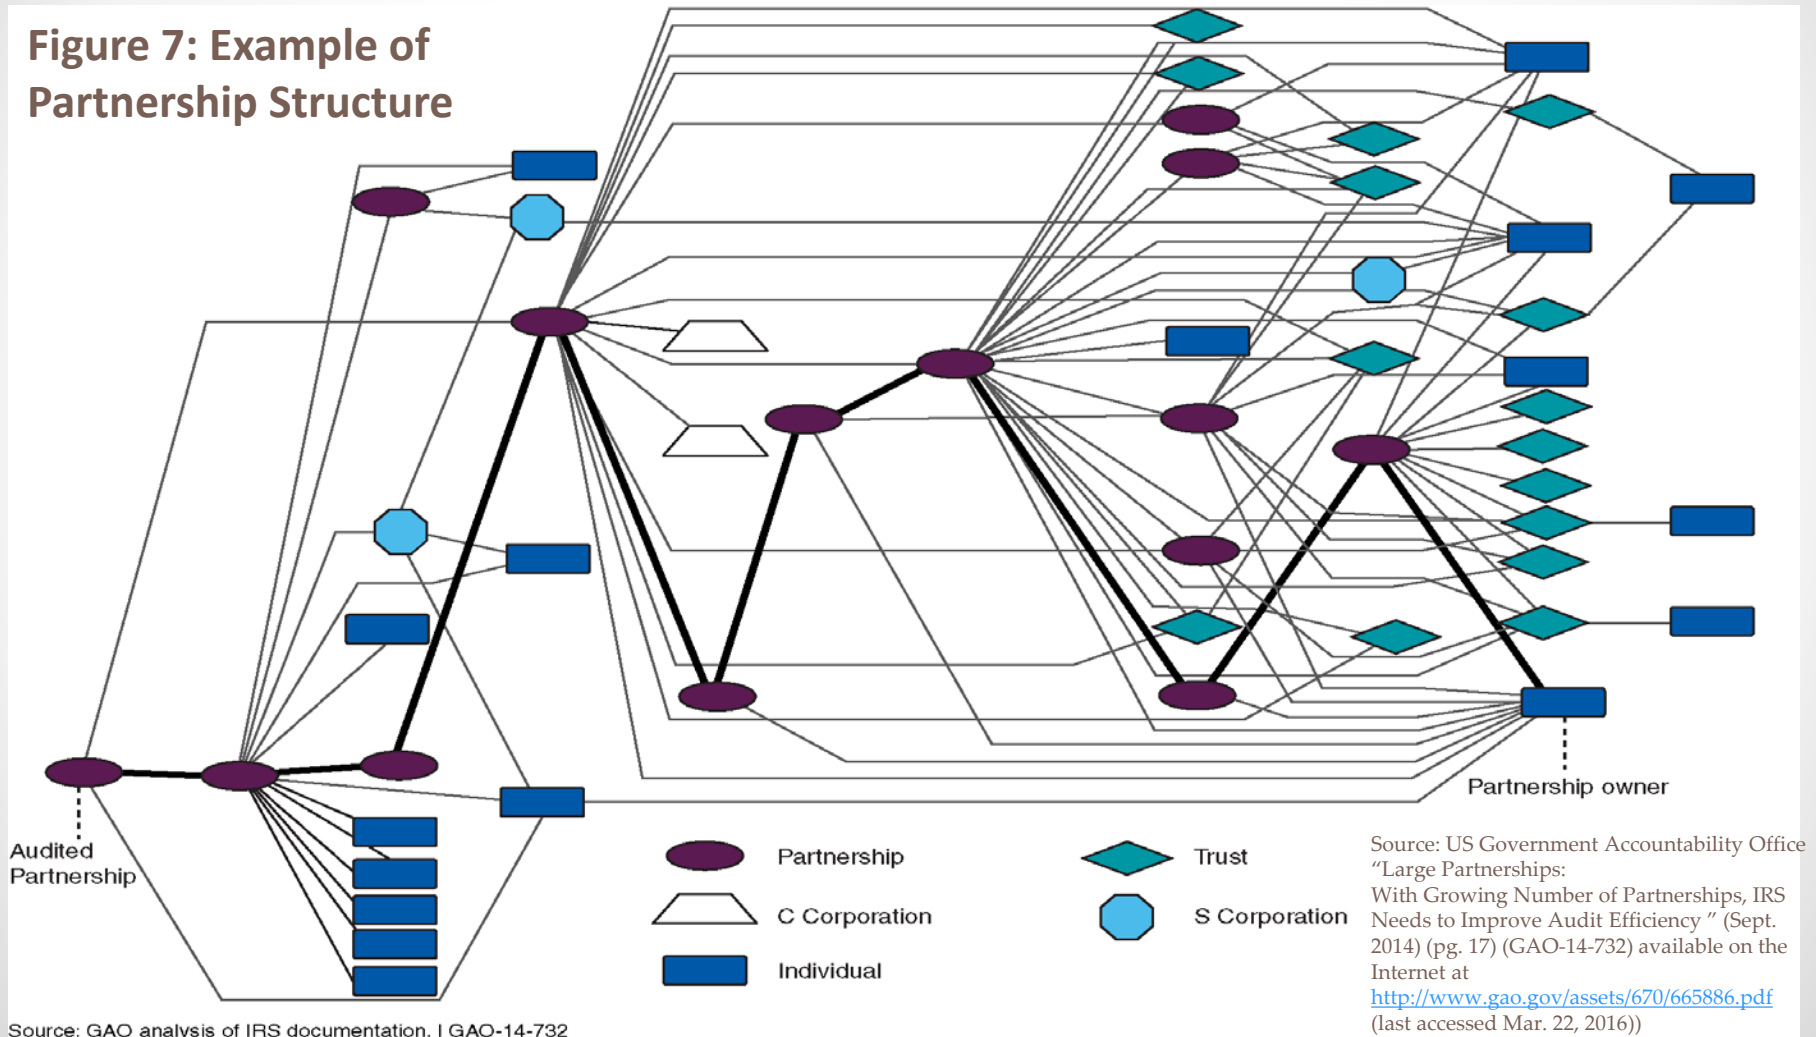 Figure 7: Example of
Partnership Structure
Audited
Partnership
Partnership owner
Partnership
C Corporation
Individual
Trust
S Corporation
Source: US Government Accountability Office
“Large Partnerships:
With Growing Number of Partnerships, IRS
Needs to Improve Audit Efficiency ” (Sept.
2014) (pg. 17) (GAO-14-732) available on the
Internet at
http://www.gao.gov/assets/670/665886.pdf
(last accessed Mar. 22, 2016))
Source: GAO analysis of IRS documentation. | GAO-14-732